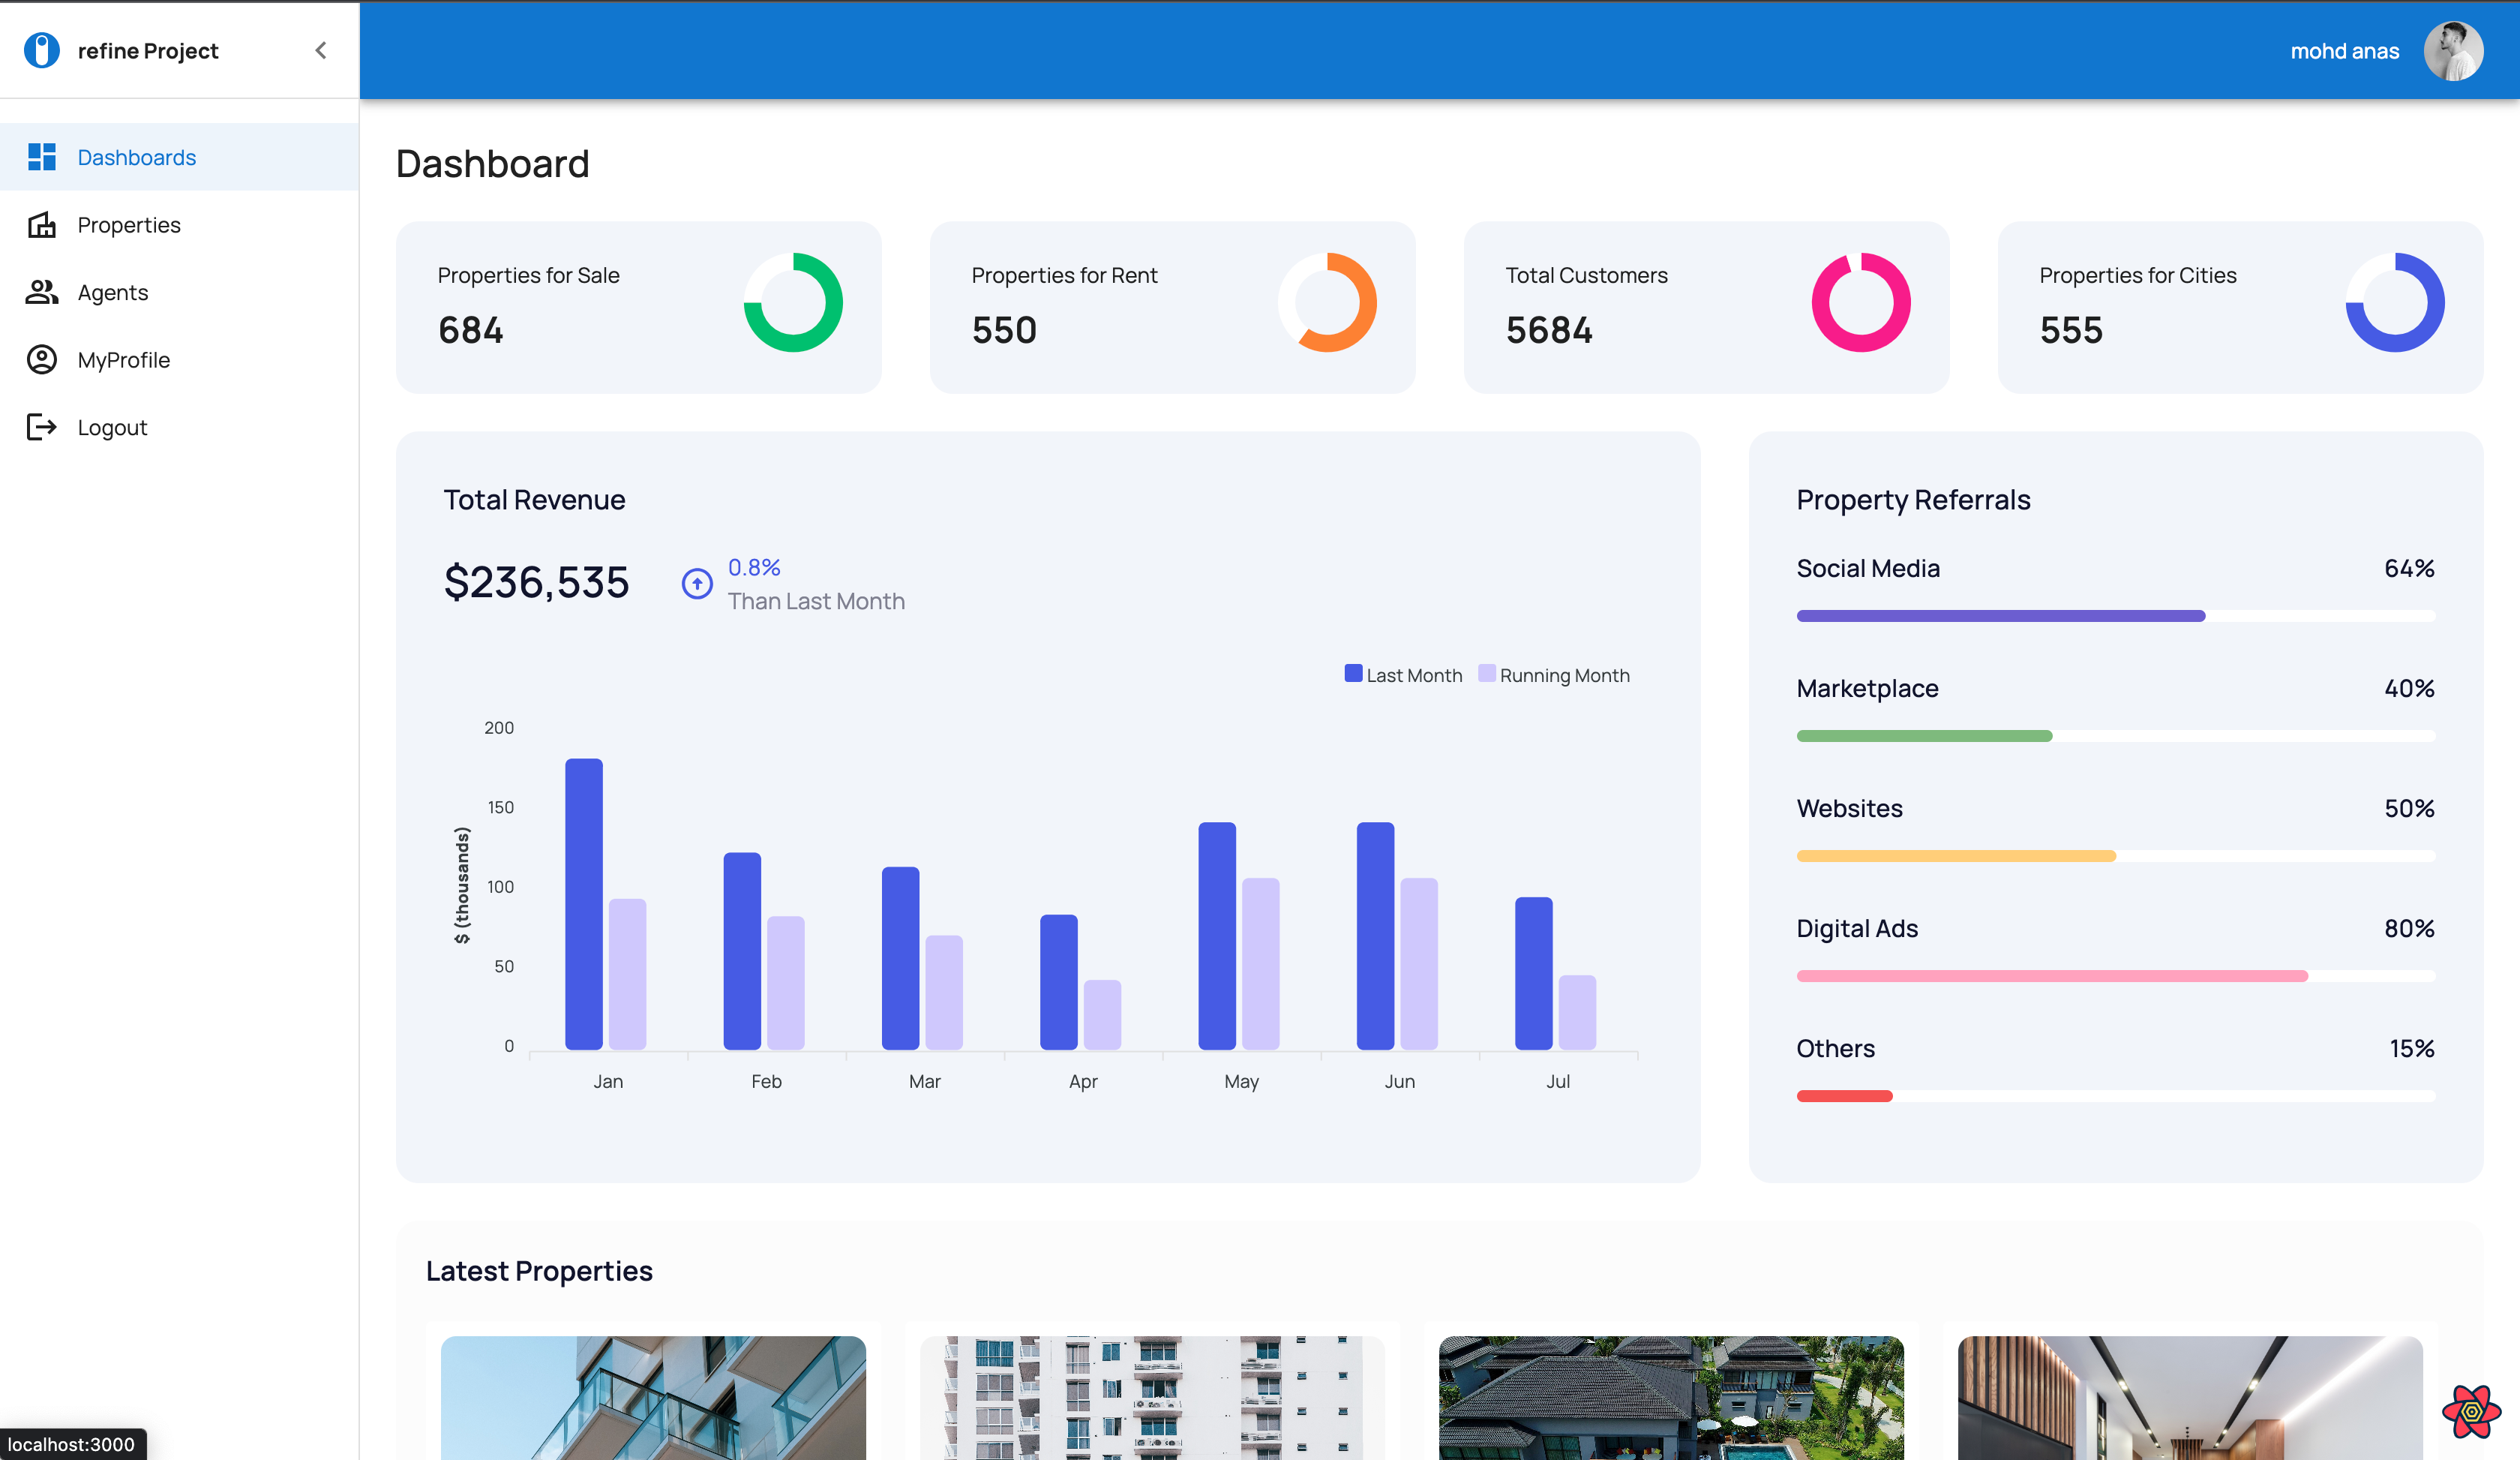 refine Project
mohd anas
Dashboards
Properties
Agents
MyProfile
Logout
Dashboard
Properties for Sale
684
Properties for Rent
550
Total Customers
5684
Properties for Cities
555
Total Revenue
$236,535
0.8%
Than Last Month
Last Month
Running Month
$ (thousands)
200
150
100
50
0
Jan
Feb
Mar
Apr
May
Jun
Jul
Property Referrals
Social Media
64%
Marketplace
40%
Websites
50%
Digital Ads
80%
Others
15%
Latest Properties
localhost:3000